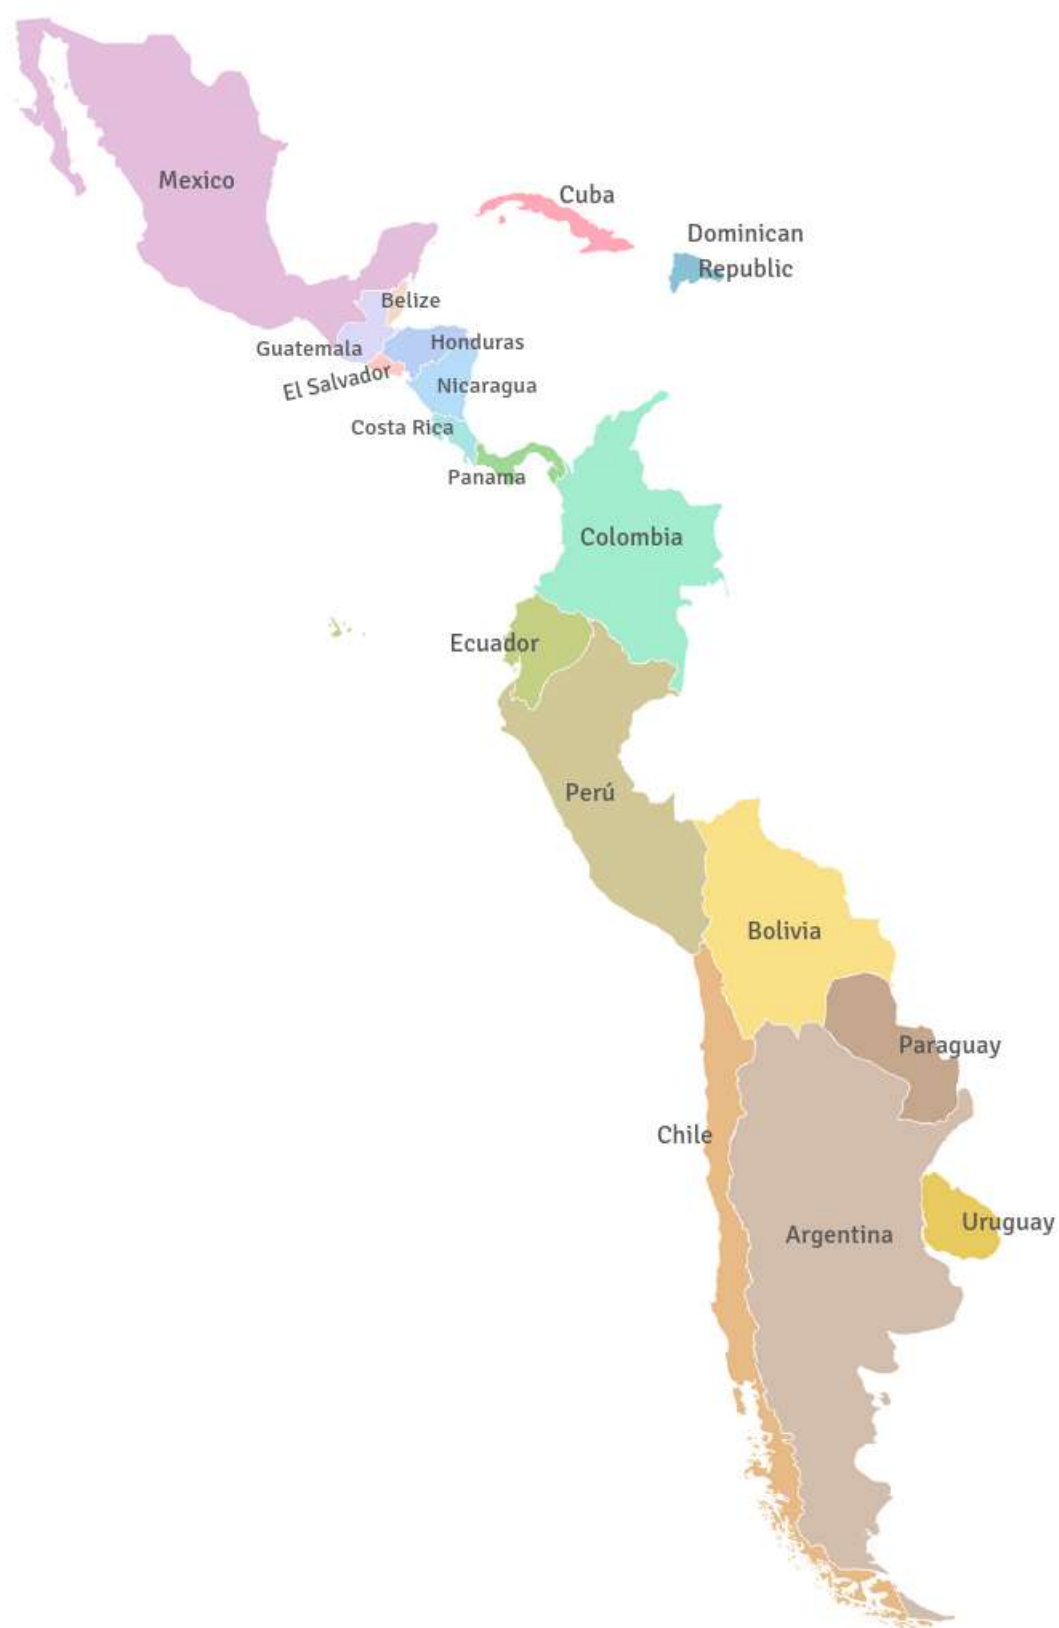 Mexico
Cuba
Dominican
Republic
Belize
Honduras
Guatemala
El Salvador
Nicaragua
Costa Rica
Panama
Colombia
Ecuador
Perú
Bolivia
Paraguay
Chile
Uruguay
Argentina